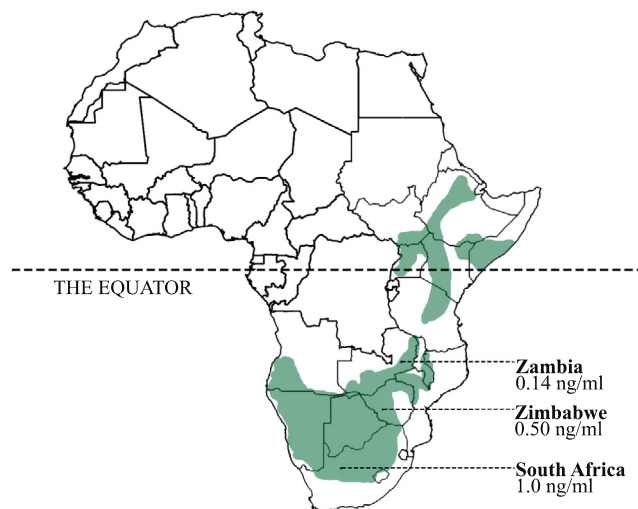 THE EQUATOR
Zambia
0.14 ng/ml
Zimbabwe
0.50 ng/ml
South Africa
1.0 ng/ml